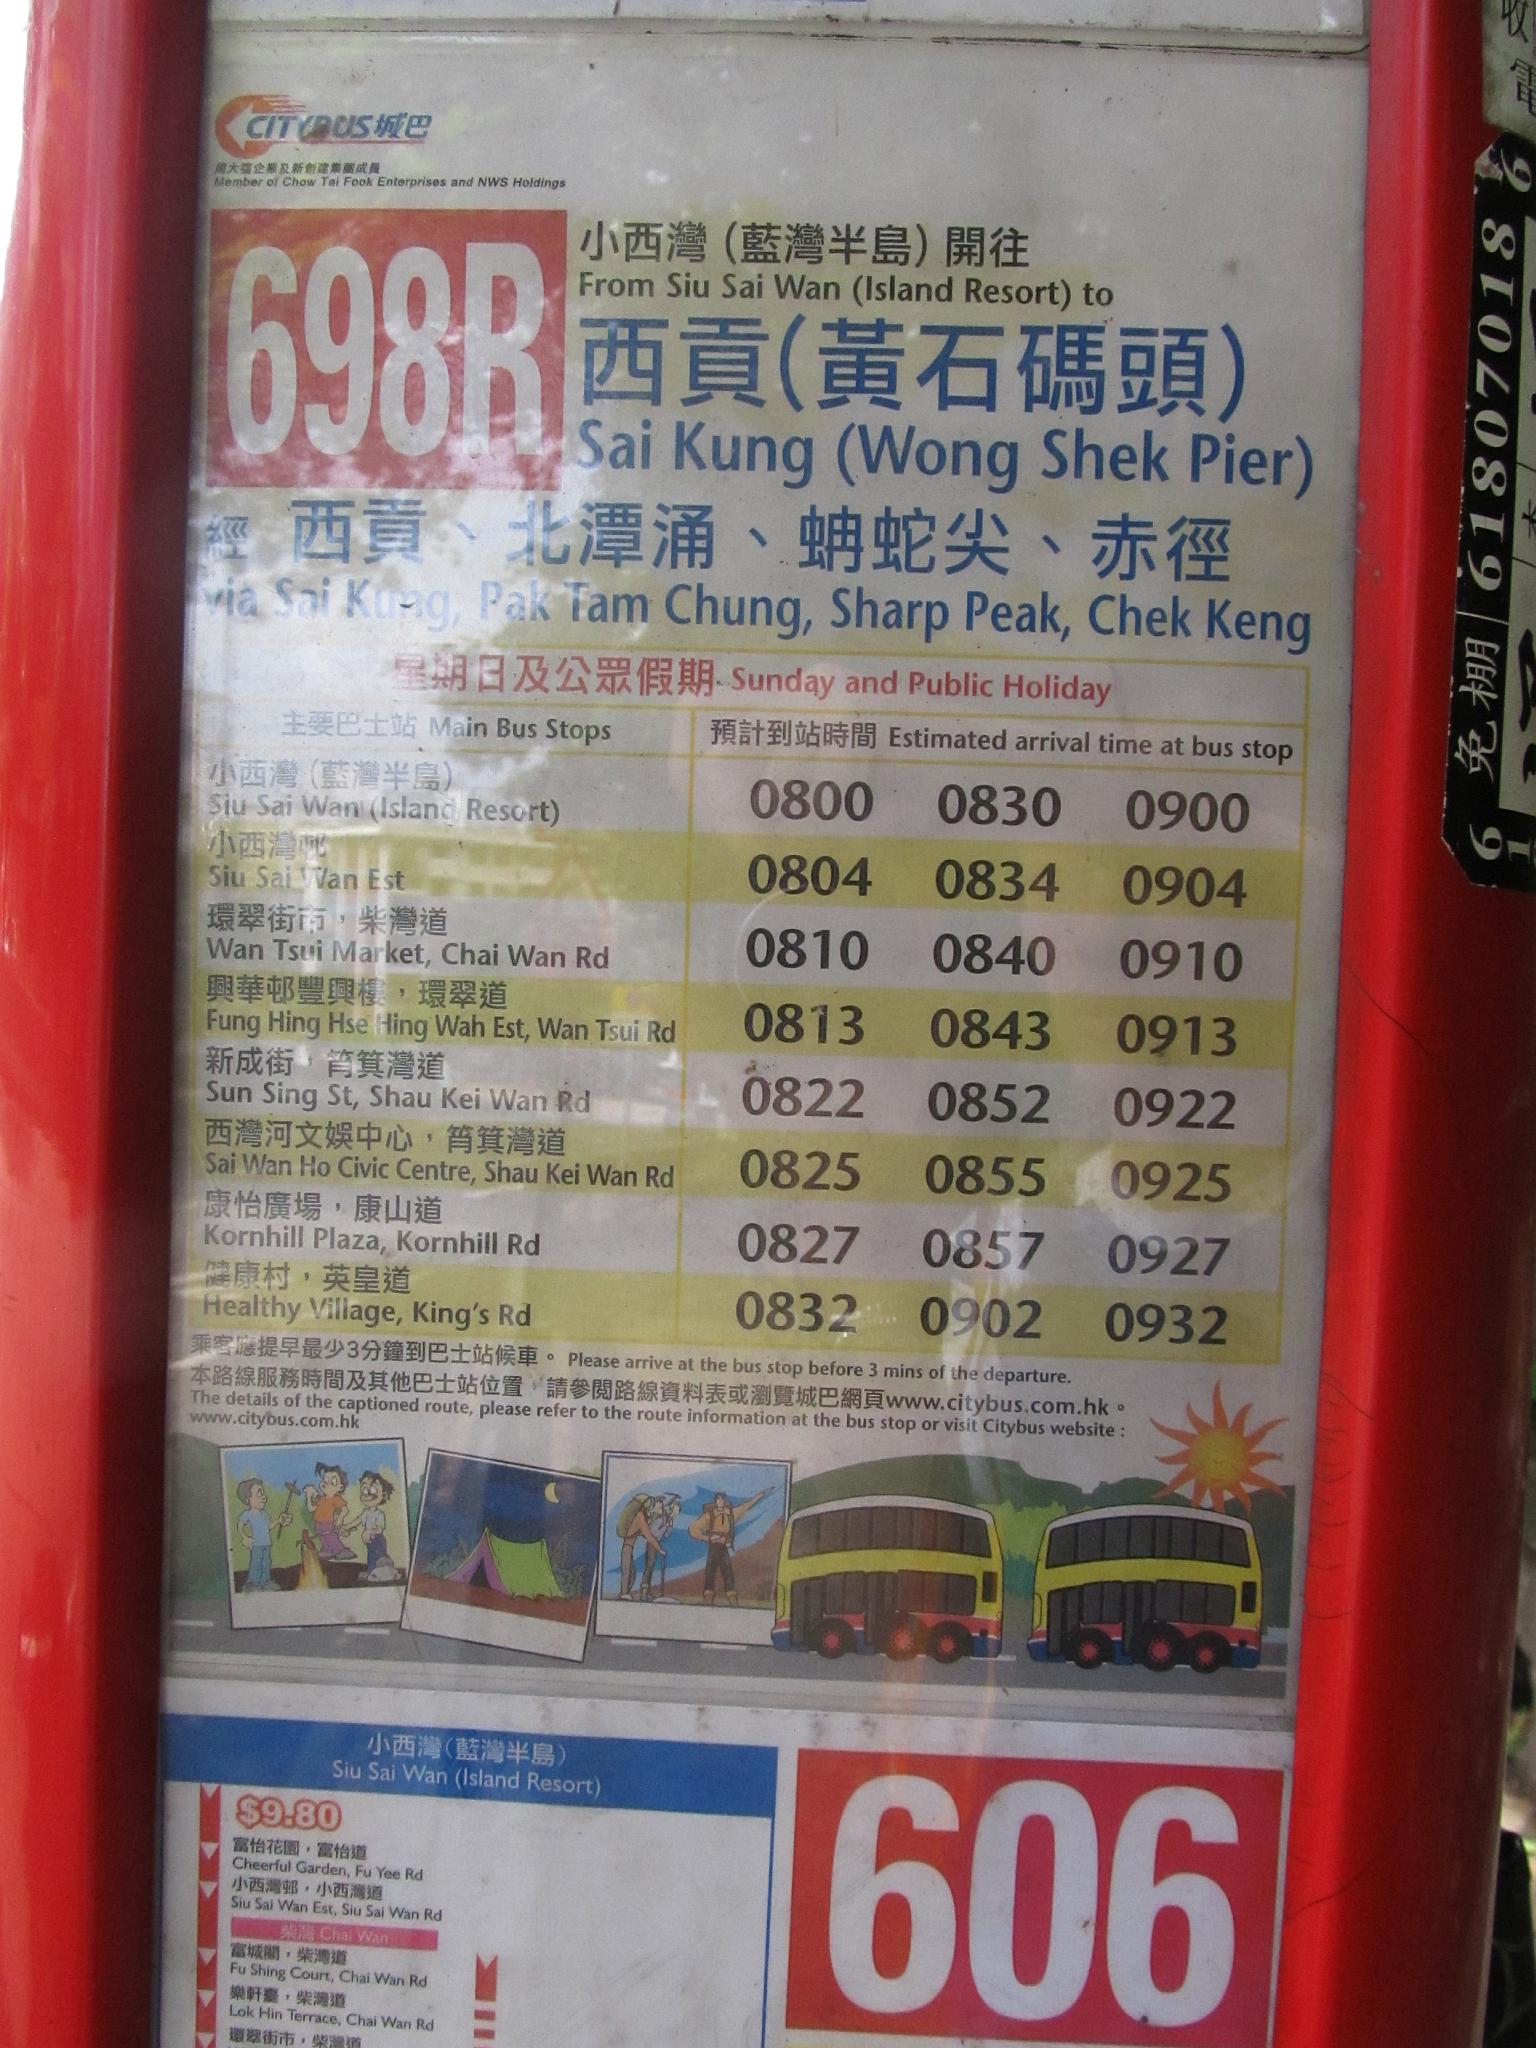 CITYBUS城巴
周大福企業及新創建集團成員
Member of Chow Tai Fook Enterprises and NWS Holdings
698R
小西灣 (藍灣半島) 開往
From Siu Sai Wan (Island Resort) to
西貢(黃石碼頭)
Sai Kung (Wong Shek Pier)
經 西貢、北潭涌、蚺蛇尖、赤徑
via Sai Kung, Pak Tam Chung, Sharp Peak, Chek Keng
星期日及公眾假期 Sunday and Public Holiday
主要巴士站 Main Bus Stops 預計到站時間 Estimated arrival time at bus stop
小西灣 (藍灣半島)
Siu Sai Wan (Island Resort) 0800 0830 0900
小西灣邨
Siu Sai Wan Est 0804 0834 0904
環翠街市，柴灣道
Wan Tsui Market, Chai Wan Rd 0810 0840 0910
興華邨豐興樓，環翠道
Fung Hing Hse Hing Wah Est, Wan Tsui Rd 0813 0843 0913
新成街，筲箕灣道
Sun Sing St, Shau Kei Wan Rd 0822 0852 0922
西灣河文娛中心，筲箕灣道
Sai Wan Ho Civic Centre, Shau Kei Wan Rd 0825 0855 0925
康怡廣場，康山道
Kornhill Plaza, Kornhill Rd 0827 0857 0927
健康村，英皇道
Healthy Village, King's Rd 0832 0902 0932
乘客應提早最少3分鐘到巴士站候車。 Please arrive at the bus stop before 3 mins of the departure.
本路線服務時間及其他巴士站位置，請參閱路線資料表或瀏覽城巴網頁www.citybus.com.hk。
The details of the captioned route, please refer to the route information at the bus stop or visit Citybus website :
www.citybus.com.hk
小西灣(藍灣半島)
Siu Sai Wan (Island Resort)
$9.80
富怡花園，富怡道
Cheerful Garden, Fu Yee Rd
小西灣邨，小西灣道
Siu Sai Wan Est, Siu Sai Wan Rd
柴灣 Chai Wan
富城閣，柴灣道
Fu Shing Court, Chai Wan Rd
樂軒臺，柴灣道
Lok Hin Terrace, Chai Wan Rd
環翠街市，柴灣道
606
免棚 61807018 6